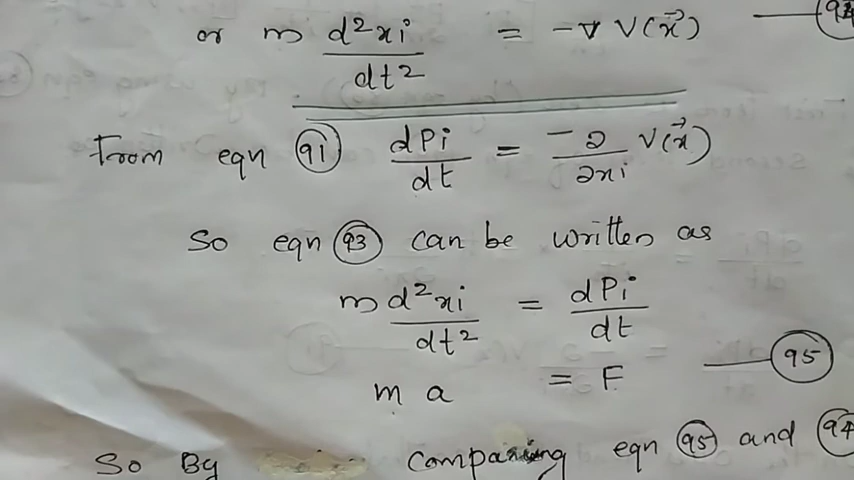 or m d²xi/dt² = -∇ V(x⃗) —— 94
From eqn 91 dPi/dt = -∂/∂xi V(x⃗)
So eqn 93 can be written as
m d²xi/dt² = dPi/dt
m a = F —— 95
So By comparing eqn 95 and 94